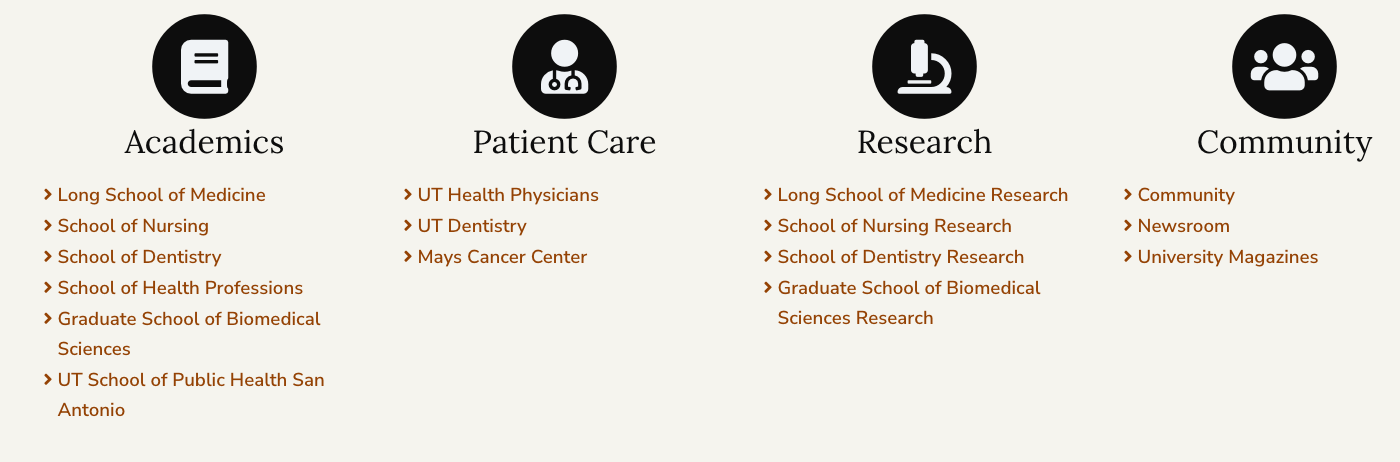 Academics
Long School of Medicine
School of Nursing
School of Dentistry
School of Health Professions
Graduate School of Biomedical
Sciences
UT School of Public Health San
Antonio
Patient Care
UT Health Physicians
UT Dentistry
Mays Cancer Center
Research
Long School of Medicine Research
School of Nursing Research
School of Dentistry Research
Graduate School of Biomedical
Sciences Research
Community
Community
Newsroom
University Magazines